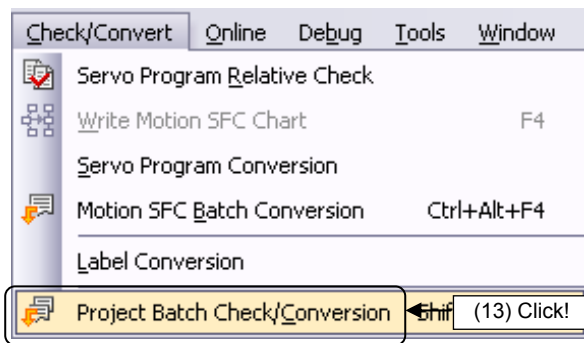 Check/Convert Online Debug Tools Window
Servo Program Relative Check
Write Motion SFC Chart F4
Servo Program Conversion
Motion SFC Batch Conversion Ctrl+Alt+F4
Label Conversion
Project Batch Check/Conversion (13) Click!